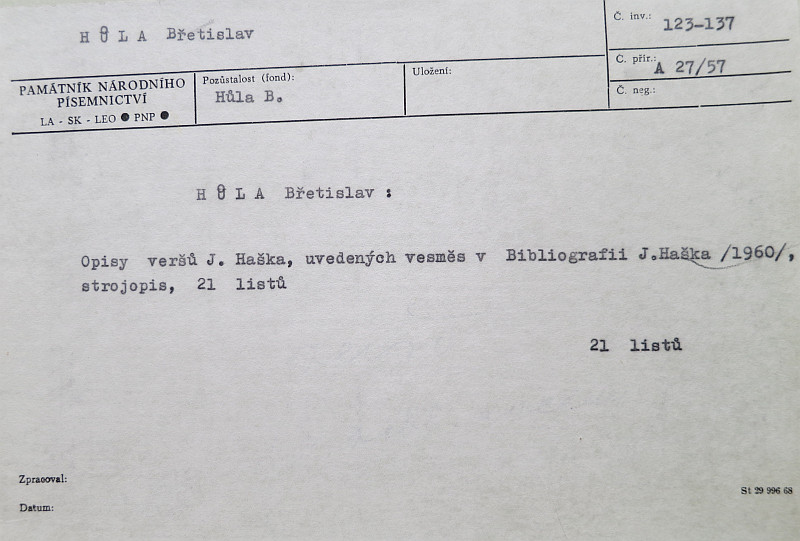 H Ů L A Břetislav
Č. inv.: 123-137
PAMÁTNÍK NÁRODNÍHO
PÍSEMNICTVÍ
LA - SK - LEO ● PNP ●
Pozůstalost (fond):
Hůla B.
Uložení:
C. přír.: A 27/57
Č. neg.:
H Ů L A Břetislav :
Opisy veršů J. Haška, uvedených vesměs v Bibliografii J.Haška /1960/,
strojopis, 21 listů
21 listů
Zpracoval:
Datum:
St 29 996 68